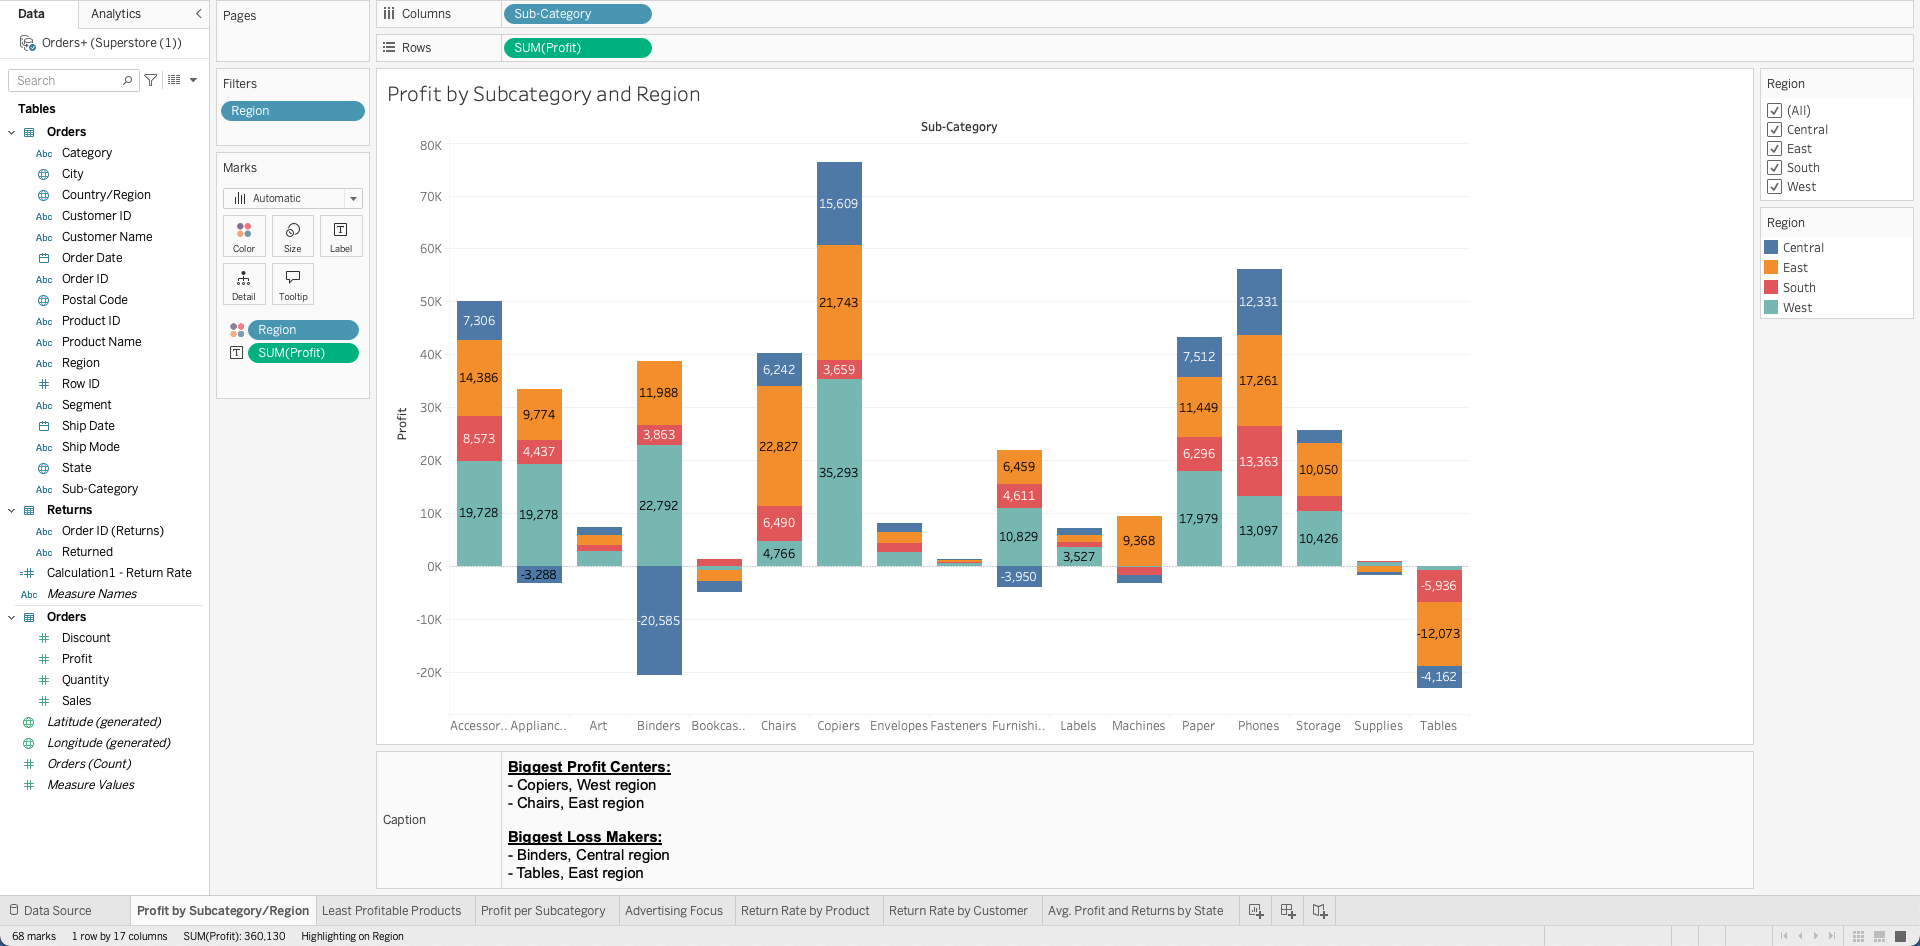 Data
Analytics
Orders+ (Superstore (1))
Search
Tables
Orders
Abc Category
City
Country/Region
Abc Customer ID
Abc Customer Name
Order Date
Abc Order ID
Postal Code
Abc Product ID
Abc Product Name
Abc Region
Row ID
Abc Segment
Ship Date
Abc Ship Mode
State
Abc Sub-Category
Returns
Abc Order ID (Returns)
Abc Returned
Calculation1 - Return Rate
Abc Measure Names
Orders
Discount
Profit
Quantity
Sales
Latitude (generated)
Longitude (generated)
Orders (Count)
Measure Values
Pages
Filters
Region
Marks
Automatic
Color Size Label
Detail Tooltip
Region
SUM(Profit)
Columns Sub-Category
Rows SUM(Profit)
Profit by Subcategory and Region
Sub-Category
Profit
80K
70K
60K
50K
40K
30K
20K
10K
0K
-10K
-20K
7,306
14,386
8,573
19,728
9,774
4,437
19,278
-3,288
11,988
3,863
22,792
-20,585
6,242
22,827
6,490
4,766
15,609
21,743
3,659
35,293
6,459
4,611
10,829
-3,950
3,527
9,368
7,512
11,449
6,296
17,979
12,331
17,261
13,363
13,097
10,050
10,426
-5,936
-12,073
-4,162
Accessor.. Applianc.. Art Binders Bookcas.. Chairs Copiers Envelopes Fasteners Furnishi.. Labels Machines Paper Phones Storage Supplies Tables
Region
(All)
Central
East
South
West
Region
Central
East
South
West
Caption
Biggest Profit Centers:
- Copiers, West region
- Chairs, East region
Biggest Loss Makers:
- Binders, Central region
- Tables, East region
Data Source Profit by Subcategory/Region Least Profitable Products Profit per Subcategory Advertising Focus Return Rate by Product Return Rate by Customer Avg. Profit and Returns by State
68 marks 1 row by 17 columns SUM(Profit): 360,130 Highlighting on Region